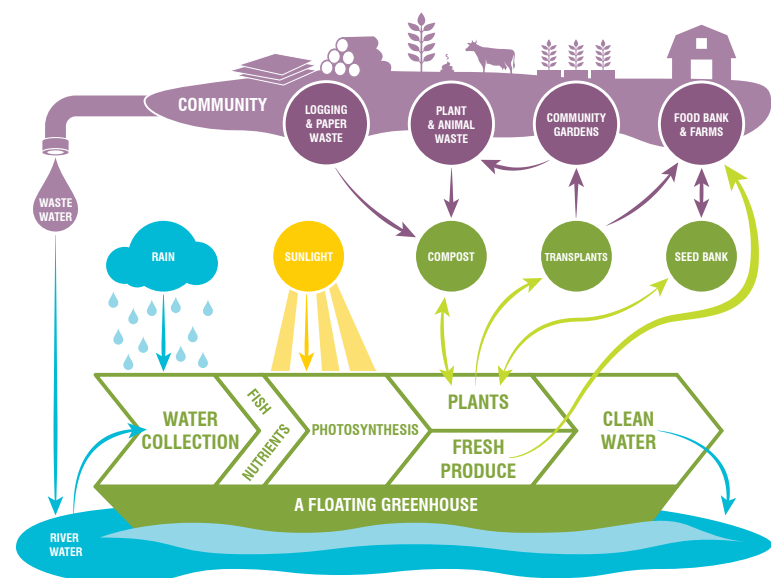 COMMUNITY
LOGGING
& PAPER
WASTE
PLANT
& ANIMAL
WASTE
COMMUNITY
GARDENS
FOOD BANK
& FARMS
WASTE
WATER
RAIN
SUNLIGHT
COMPOST
TRANSPLANTS
SEED BANK
WATER
COLLECTION
FISH
NUTRIENTS
PHOTOSYNTHESIS
PLANTS
FRESH
PRODUCE
CLEAN
WATER
A FLOATING GREENHOUSE
RIVER
WATER